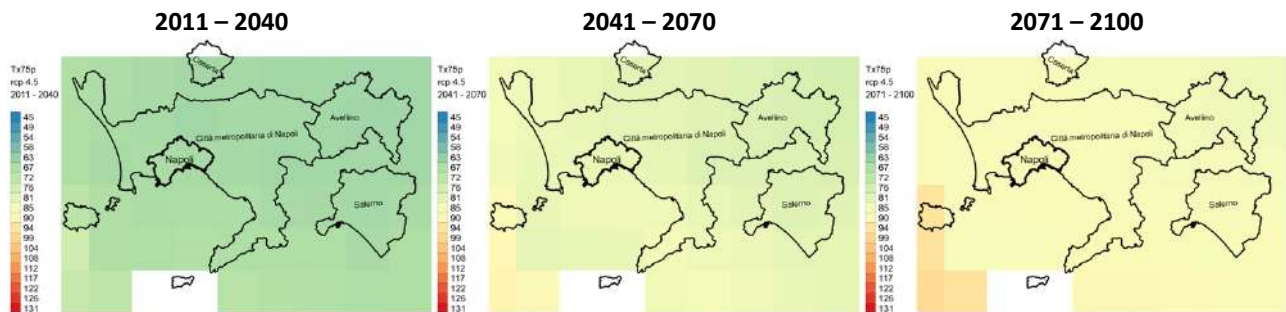 2011 – 2040
Tx75p
rcp 4.5
2011 - 2040
45
49
54
58
63
67
72
76
81
85
90
94
99
104
108
112
117
122
126
131
Caserta
Avellino
Città metropolitana di Napoli
Napoli
Salerno
2041 – 2070
Tx75p
rcp 4.5
2041 - 2070
45
49
54
58
63
67
72
76
81
85
90
94
99
104
108
112
117
122
126
131
Caserta
Avellino
Città metropolitana di Napoli
Napoli
Salerno
2071 – 2100
Tx75p
rcp 4.5
2071 - 2100
45
49
54
58
63
67
72
76
81
85
90
94
99
104
108
112
117
122
126
131
Caserta
Avellino
Città metropolitana di Napoli
Napoli
Salerno